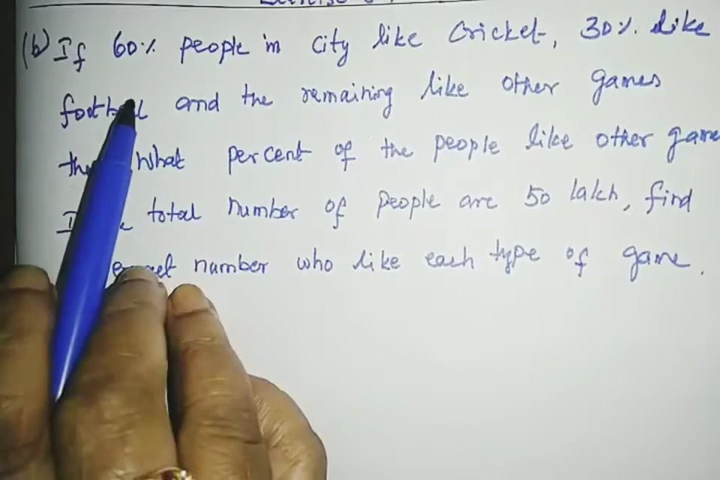 (b) If 60% people in city like Cricket, 30% like
and the remaining like other games
What percent of the people like other game
total number of people are 50 lakh, find
number who like each type of game.